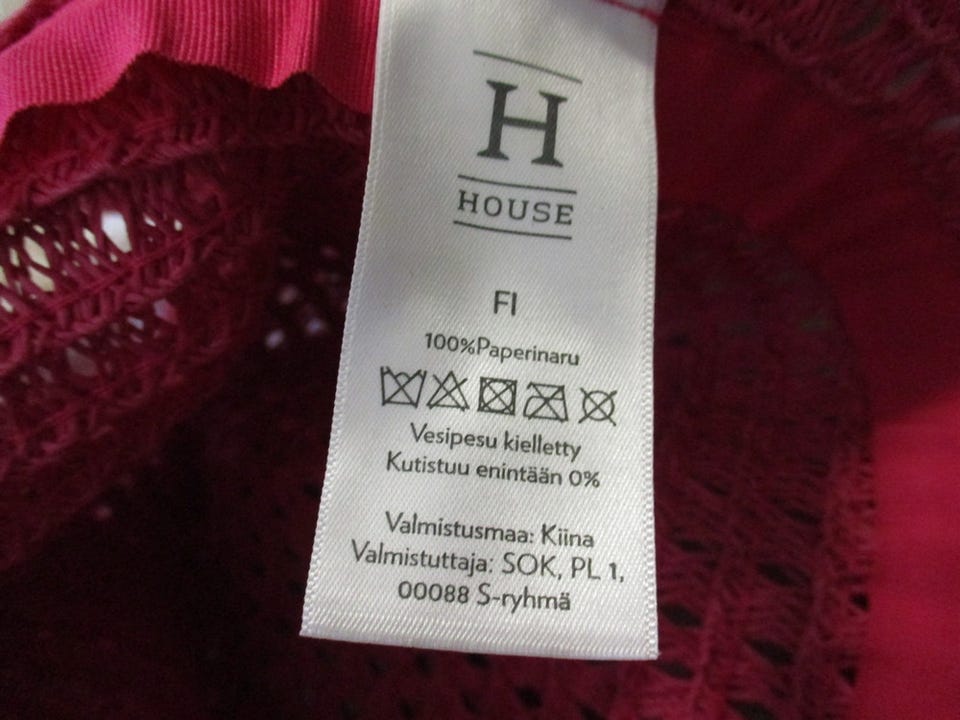 H
HOUSE
FI
100%Paperinaru
Vesipesu kielletty
Kutistuu enintään 0%
Valmistusmaa: Kiina
Valmistuttaja: SOK, PL 1,
00088 S-ryhmä